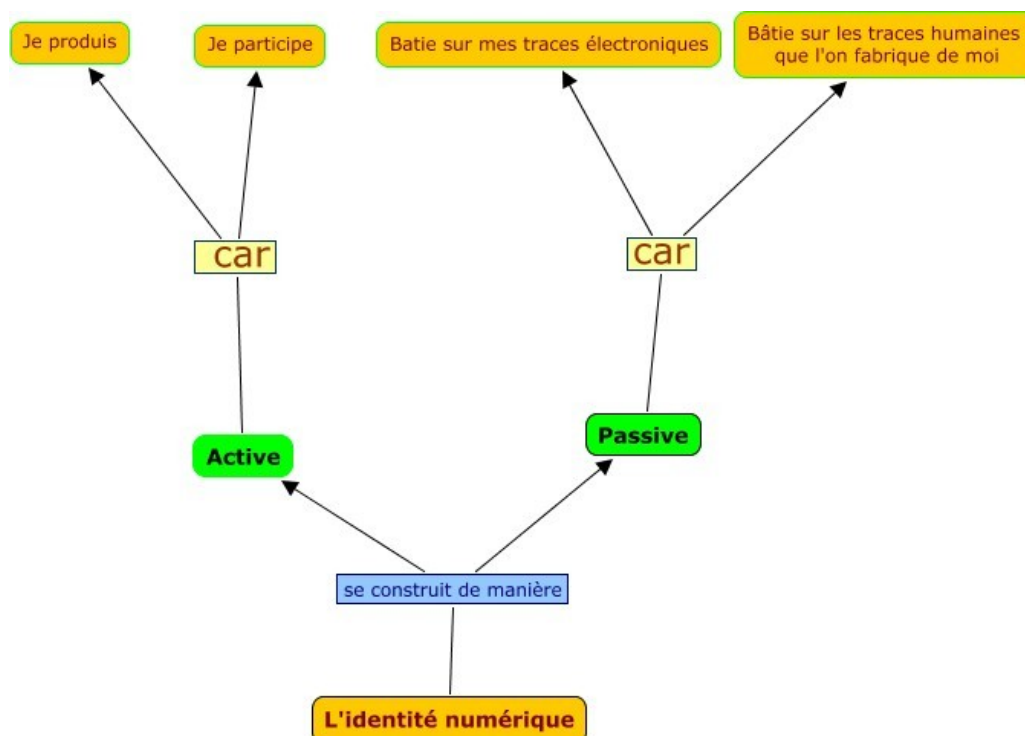 Je produis
Je participe
Batie sur mes traces électroniques
Bâtie sur les traces humaines
que l'on fabrique de moi
car
car
Active
Passive
se construit de manière
L'identité numérique